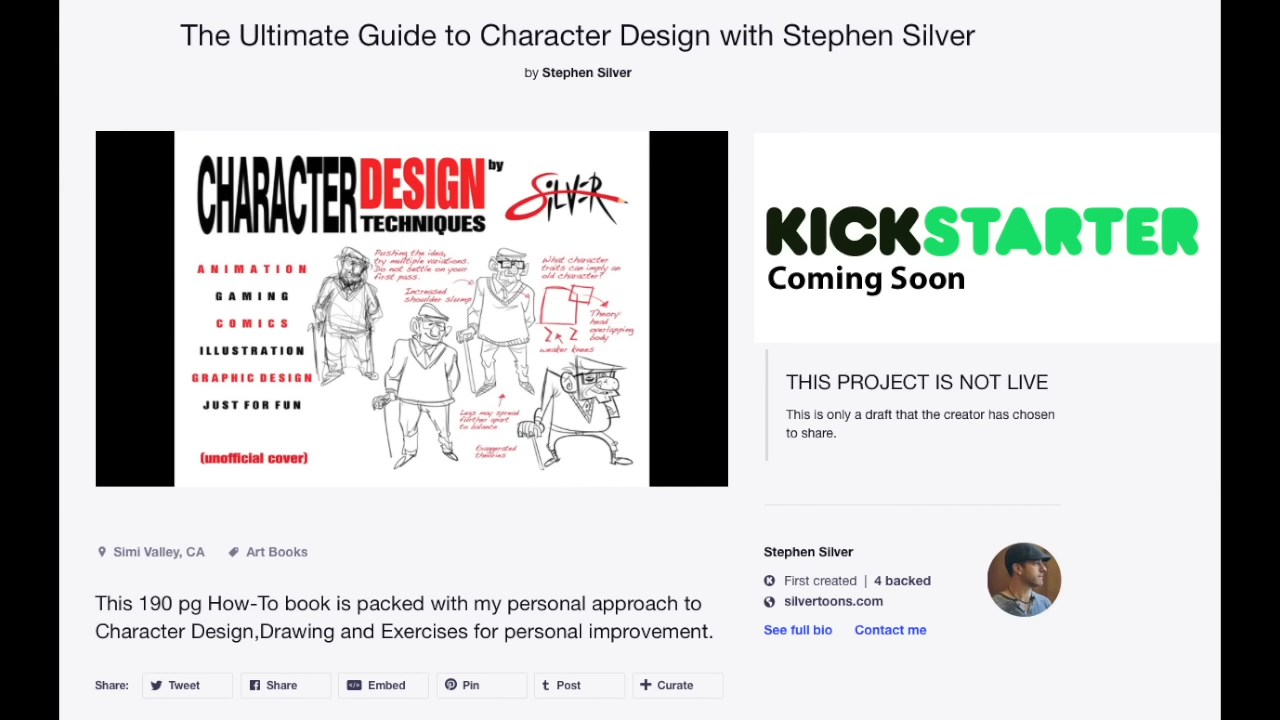 The Ultimate Guide to Character Design with Stephen Silver
by Stephen Silver
CHARACTER DESIGN by
TECHNIQUES
SILVER
ANIMATION
GAMING
COMICS
ILLUSTRATION
GRAPHIC DESIGN
JUST FOR FUN
(unofficial cover)
Pushing the idea,
try multiple variations.
Do not settle on your
first pass.
Increased
shoulder slump
What character
traits can imply an
old character?
Theory:
head
overlapping
body
weaker knees
Legs may spread
further apart
to balance
Exaggerated
theories
KICKSTARTER
Coming Soon
THIS PROJECT IS NOT LIVE
This is only a draft that the creator has chosen
to share.
Simi Valley, CA Art Books
This 190 pg How-To book is packed with my personal approach to
Character Design,Drawing and Exercises for personal improvement.
Share: Tweet Share Embed Pin Post Curate
Stephen Silver
First created | 4 backed
silvertoons.com
See full bio Contact me